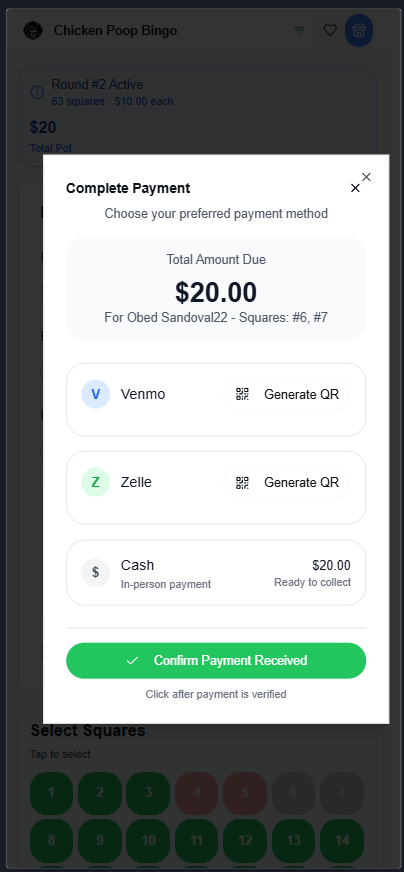 Chicken Poop Bingo
Round #2 Active
63 squares · $10.00 each
$20
Total Pot
Complete Payment
Choose your preferred payment method
Total Amount Due
$20.00
For Obed Sandoval22 - Squares: #6, #7
V Venmo Generate QR
Z Zelle Generate QR
$ Cash $20.00
In-person payment Ready to collect
Confirm Payment Received
Click after payment is verified
Select Squares
Tap to select
1 2 3 4 5 6 7
8 9 10 11 12 13 14